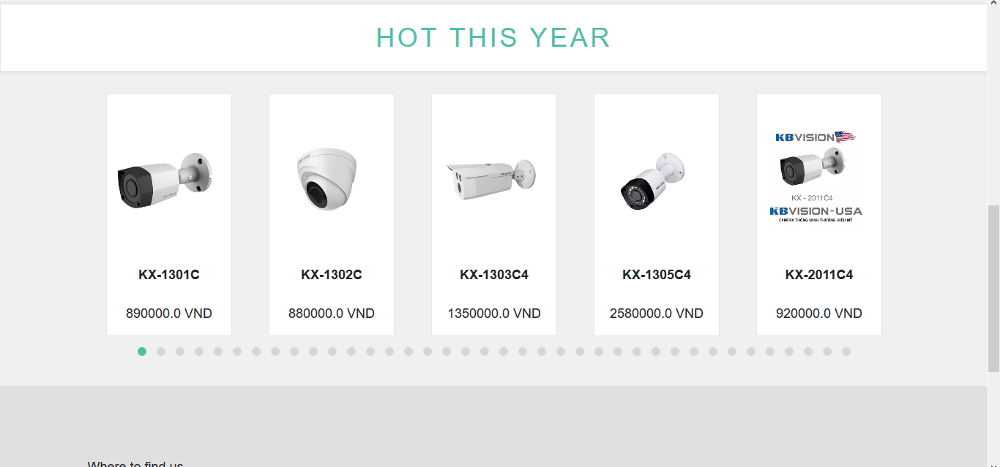 HOT THIS YEAR
KBVISION
KX - 2011C4
KBVISION-USA
CAMERA THÔNG MINH THƯƠNG HIỆU MỸ
KX-1301C
KX-1302C
KX-1303C4
KX-1305C4
KX-2011C4
890000.0 VND
880000.0 VND
1350000.0 VND
2580000.0 VND
920000.0 VND
Where to find us